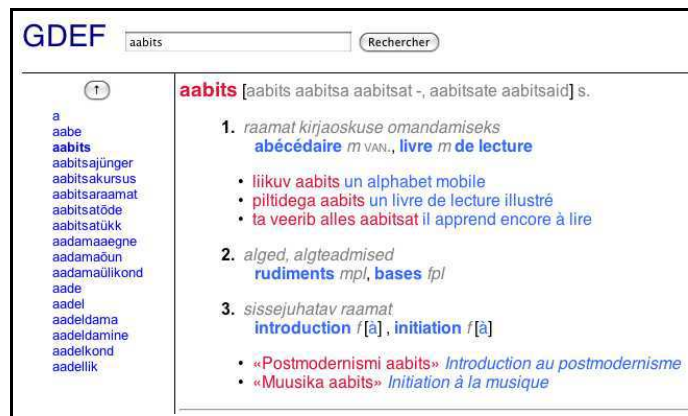 GDEF aabits Rechercher
↑
a
aabe
aabits
aabitsajünger
aabitsakursus
aabitsaraamat
aabitsatõde
aabitsatükk
aadamaaegne
aadamaõun
aadamaülikond
aade
aadel
aadeldama
aadeldamine
aadelkond
aadellik
aabits [aabits aabitsa aabitsat -, aabitsate aabitsaid] s.
1. raamat kirjaoskuse omandamiseks
abécédaire m VAN., livre m de lecture
• liikuv aabits un alphabet mobile
• piltidega aabits un livre de lecture illustré
• ta veerib alles aabitsat il apprend encore à lire
2. alged, algteadmised
rudiments mpl, bases fpl
3. sissejuhatav raamat
introduction f [à] , initiation f [à]
• «Postmodernismi aabits» Introduction au postmodernisme
• «Muusika aabits» Initiation à la musique